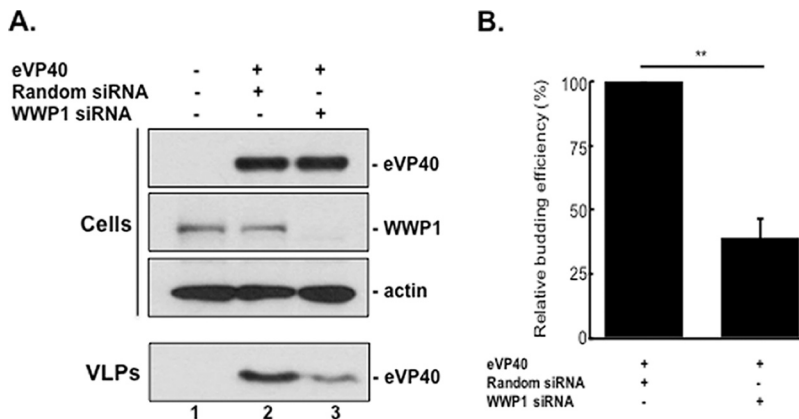 A.
eVP40 - + +
Random siRNA - + -
WWP1 siRNA - - +
Cells
- eVP40
- WWP1
- actin
VLPs
- eVP40
1 2 3
B.
**
Relative budding efficiency (%)
100
75
50
25
0
eVP40 + +
Random siRNA + -
WWP1 siRNA - +